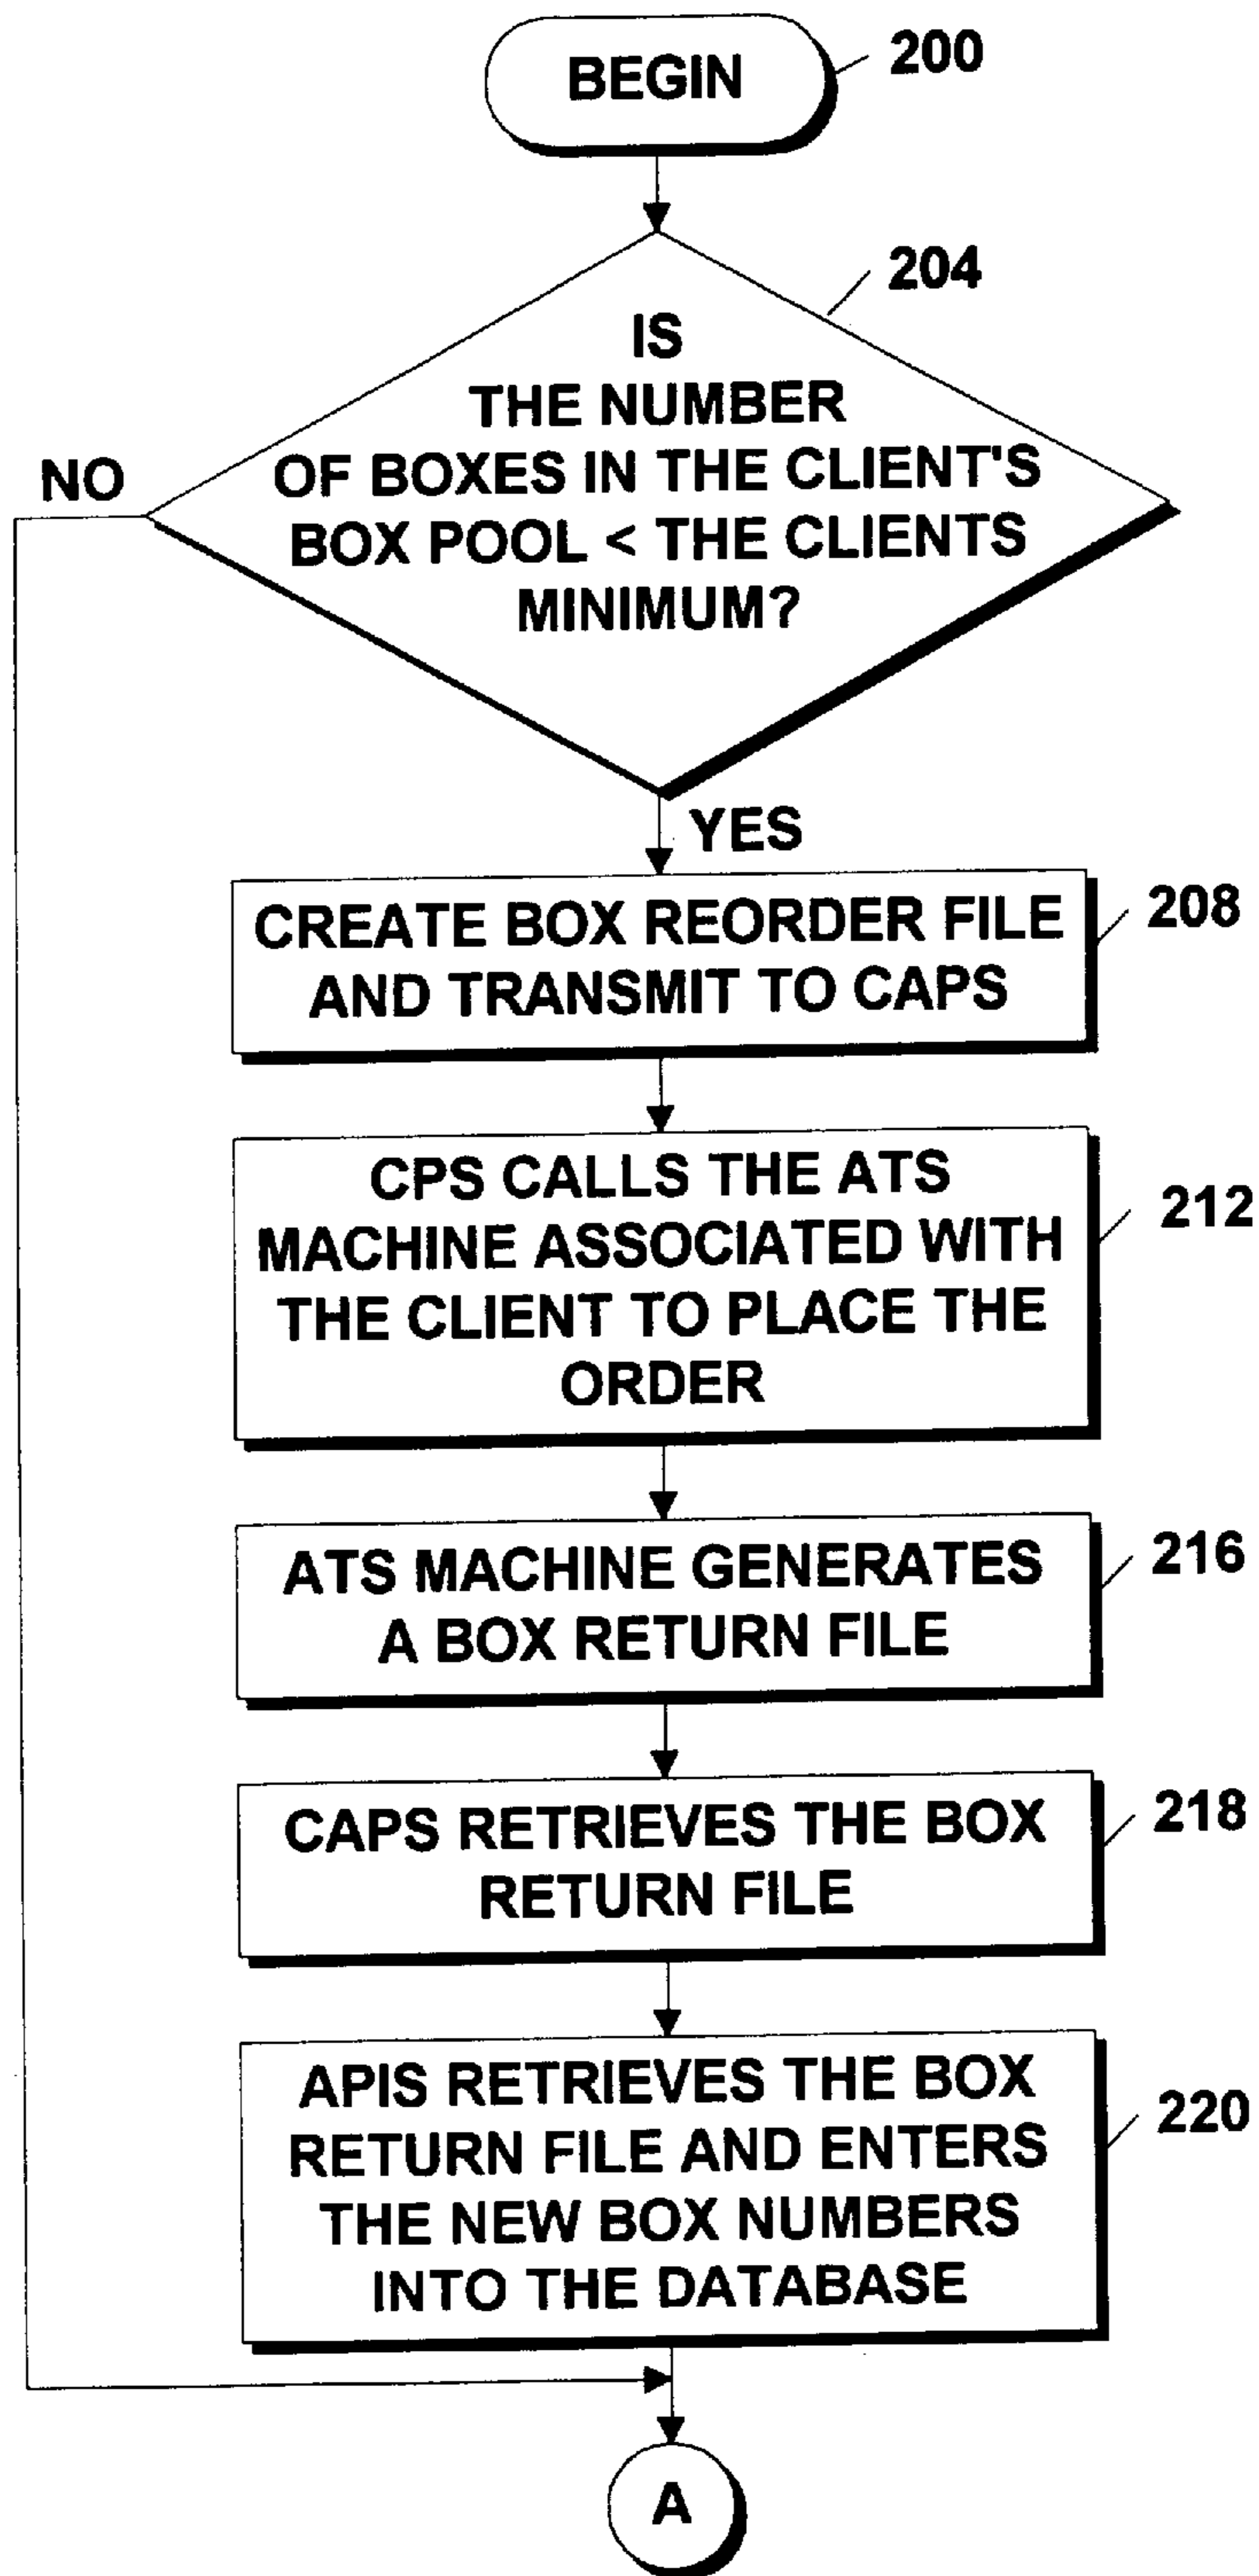 BEGIN
200
204
IS
THE NUMBER
OF BOXES IN THE CLIENT'S
BOX POOL < THE CLIENTS
MINIMUM?
NO
YES
CREATE BOX REORDER FILE
AND TRANSMIT TO CAPS
208
CPS CALLS THE ATS
MACHINE ASSOCIATED WITH
THE CLIENT TO PLACE THE
ORDER
212
ATS MACHINE GENERATES
A BOX RETURN FILE
216
CAPS RETRIEVES THE BOX
RETURN FILE
218
APIS RETRIEVES THE BOX
RETURN FILE AND ENTERS
THE NEW BOX NUMBERS
INTO THE DATABASE
220
A